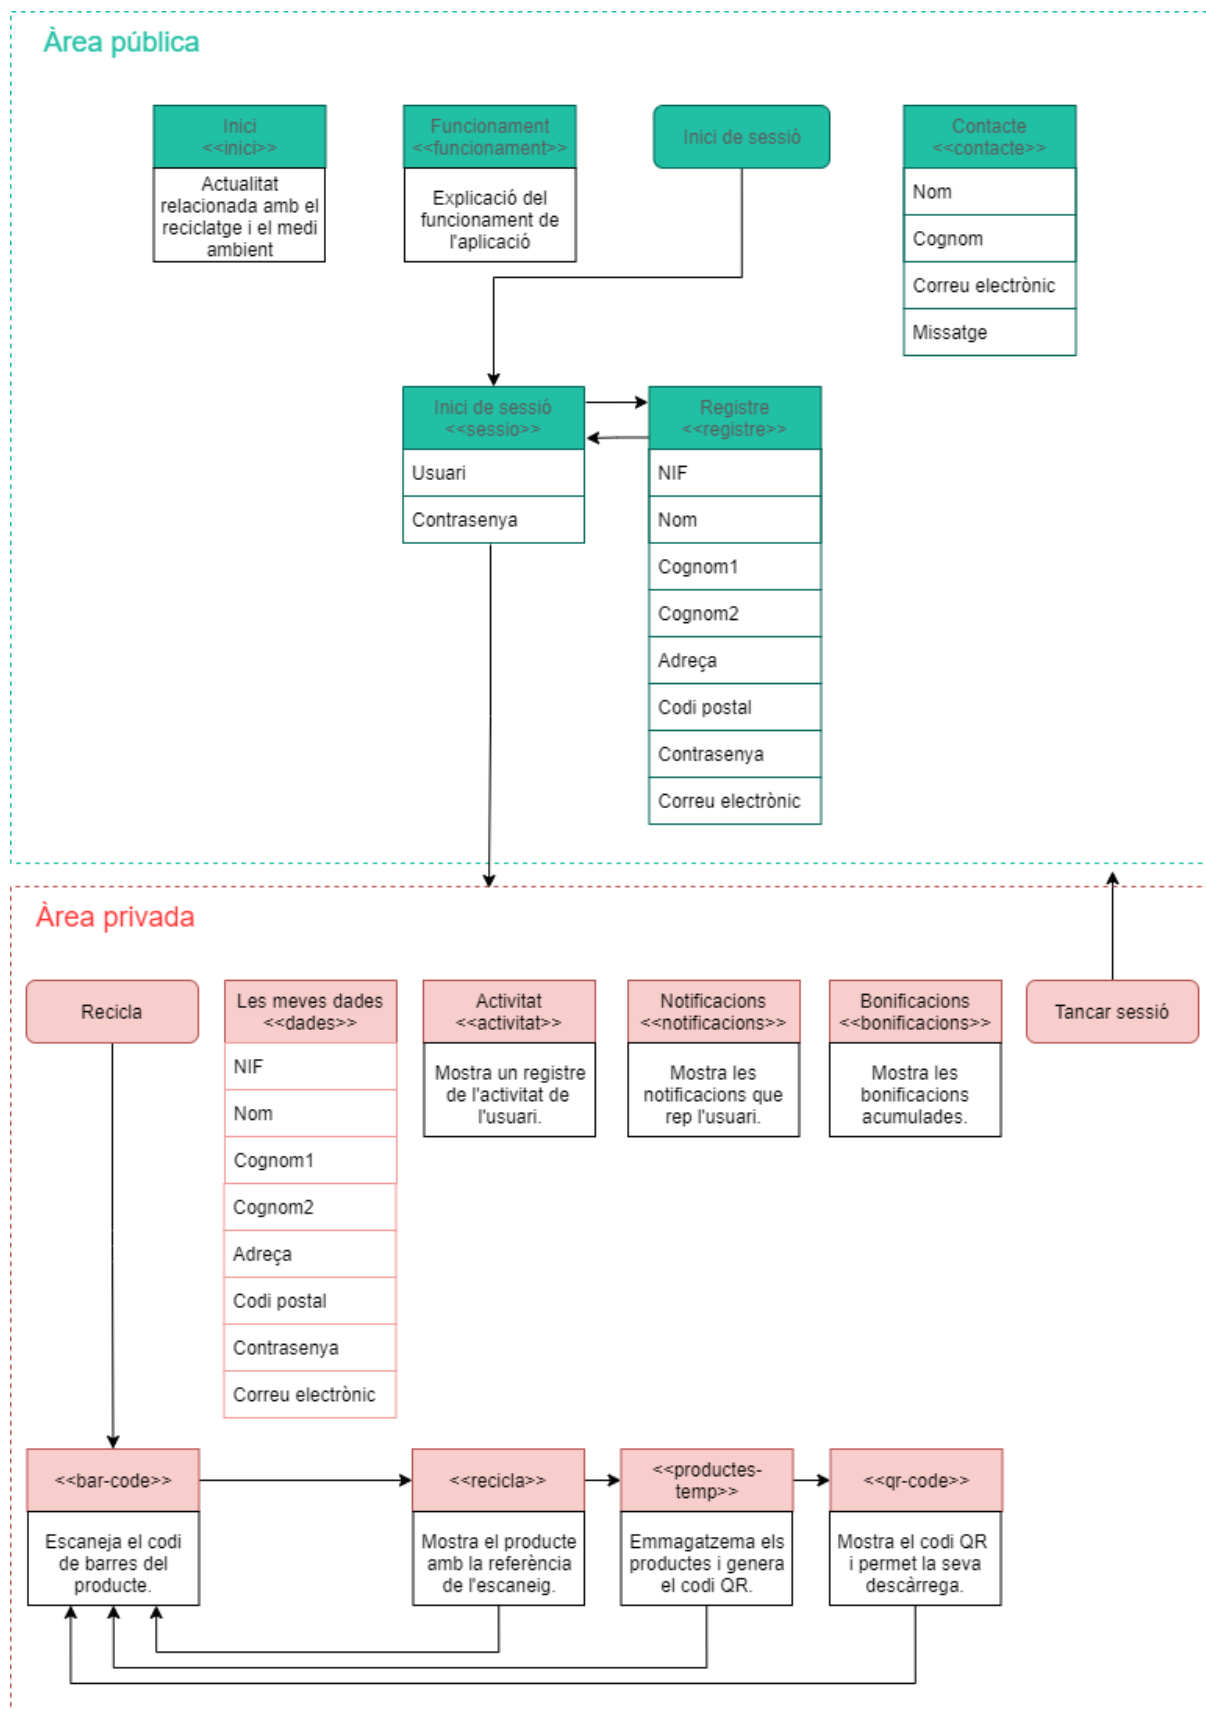 Àrea pública
Inici
<<inici>>
Actualitat
relacionada amb el
reciclatge i el medi
ambient
Funcionament
<<funcionament>>
Explicació del
funcionament de
l'aplicació
Inici de sessió
Contacte
<<contacte>>
Nom
Cognom
Correu electrònic
Missatge
Inici de sessió
<<sessio>>
Usuari
Contrasenya
Registre
<<registre>>
NIF
Nom
Cognom1
Cognom2
Adreça
Codi postal
Contrasenya
Correu electrònic
Àrea privada
Recicla
Les meves dades
<<dades>>
NIF
Nom
Cognom1
Cognom2
Adreça
Codi postal
Contrasenya
Correu electrònic
Activitat
<<activitat>>
Mostra un registre
de l'activitat de
l'usuari.
Notificacions
<<notificacions>>
Mostra les
notificacions que
rep l'usuari.
Bonificacions
<<bonificacions>>
Mostra les
bonificacions
acumulades.
Tancar sessió
<<bar-code>>
Escaneja el codi
de barres del
producte.
<<recicla>>
Mostra el producte
amb la referència
de l'escaneig.
<<productes-
temp>>
Emmagatzema els
productes i genera
el codi QR.
<<qr-code>>
Mostra el codi QR
i permet la seva
descàrrega.